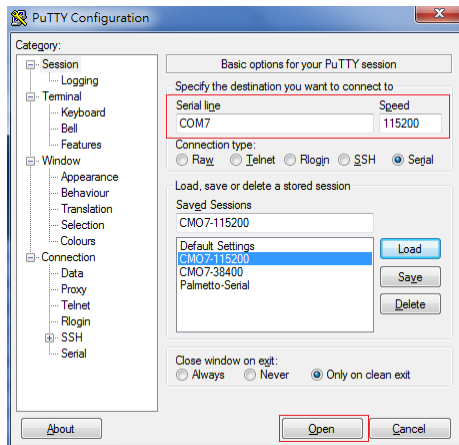 PuTTY Configuration
Category:
Session
Logging
Terminal
Keyboard
Bell
Features
Window
Appearance
Behaviour
Translation
Selection
Colours
Connection
Data
Proxy
Telnet
Rlogin
SSH
Serial
Basic options for your PuTTY session
Specify the destination you want to connect to
Serial line Speed
COM7 115200
Connection type:
Raw Telnet Rlogin SSH Serial
Load, save or delete a stored session
Saved Sessions
CMO7-115200
Default Settings
CMO7-115200
CMO7-38400
Palmetto-Serial
Load
Save
Delete
Close window on exit:
Always Never Only on clean exit
About Open Cancel